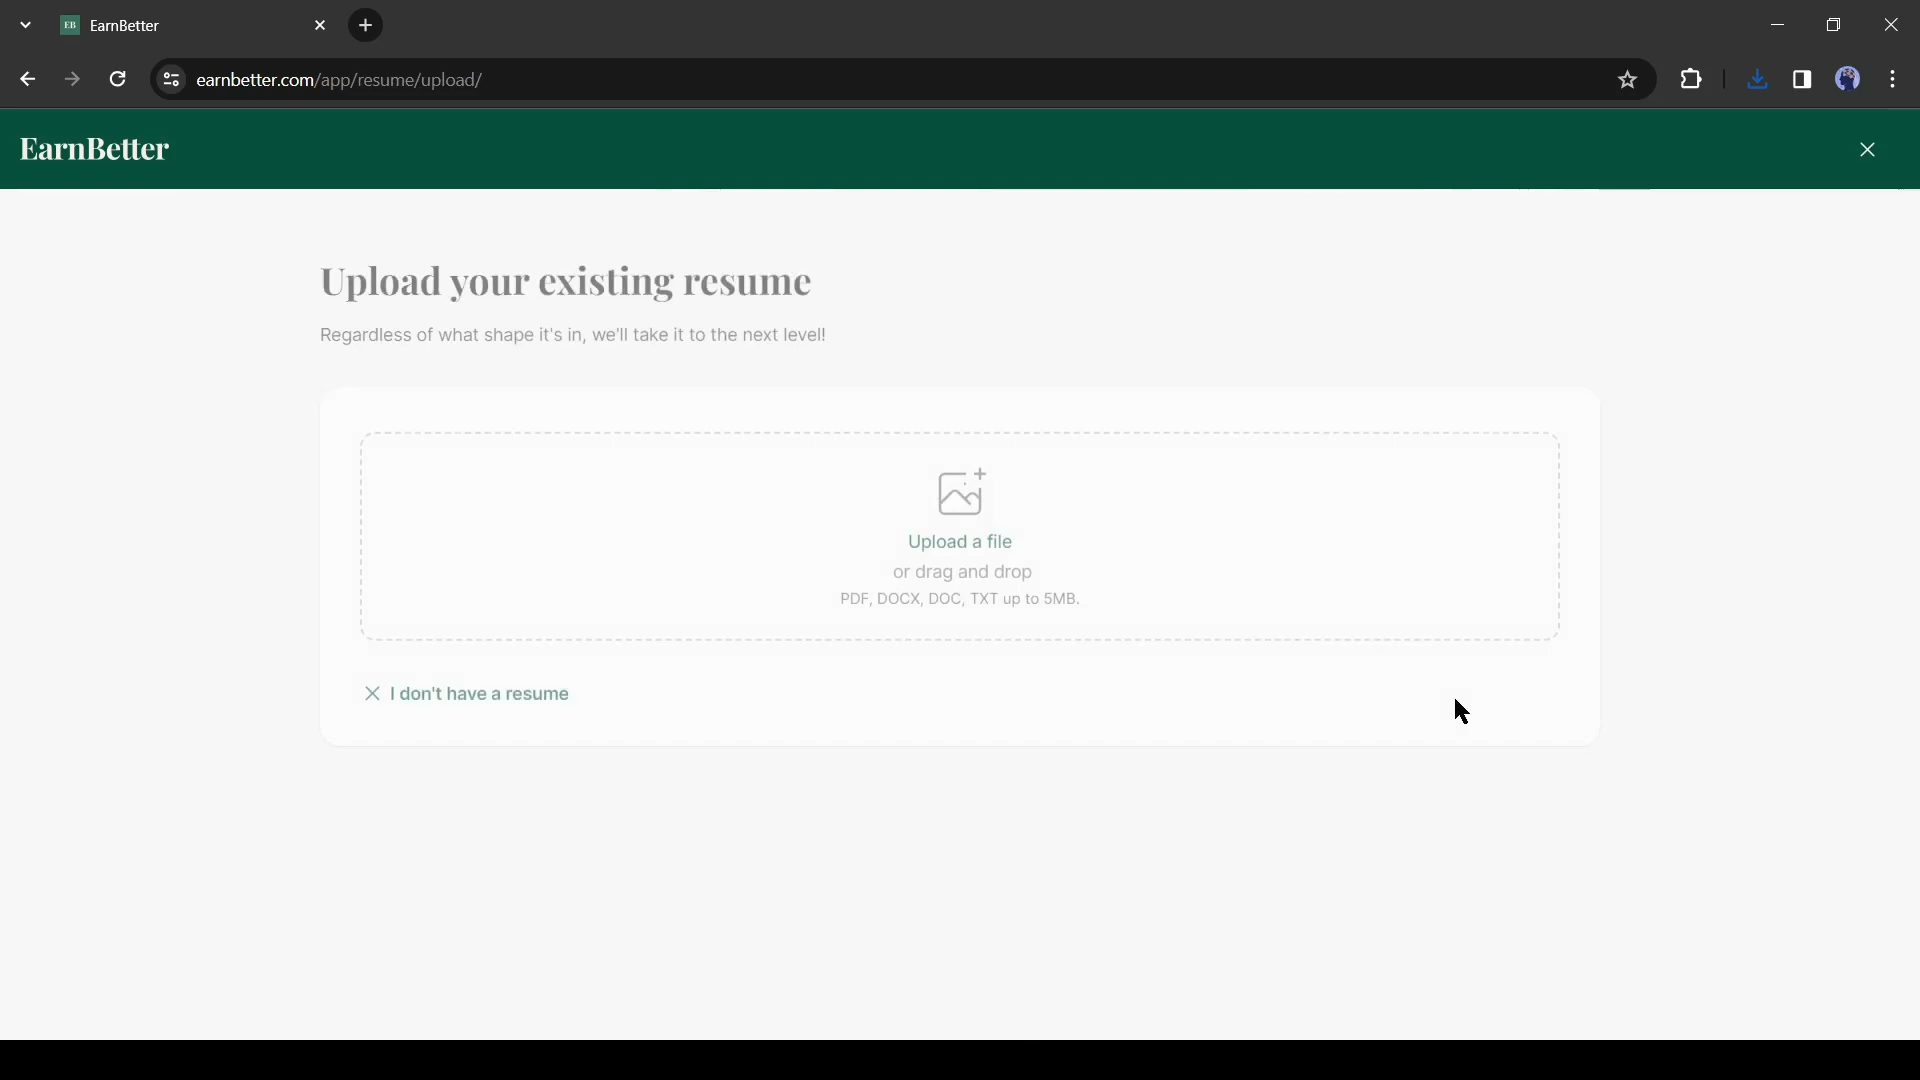 EB EarnBetter
earnbetter.com/app/resume/upload/
EarnBetter
Upload your existing resume
Regardless of what shape it's in, we'll take it to the next level!
Upload a file
or drag and drop
PDF, DOCX, DOC, TXT up to 5MB.
I don't have a resume